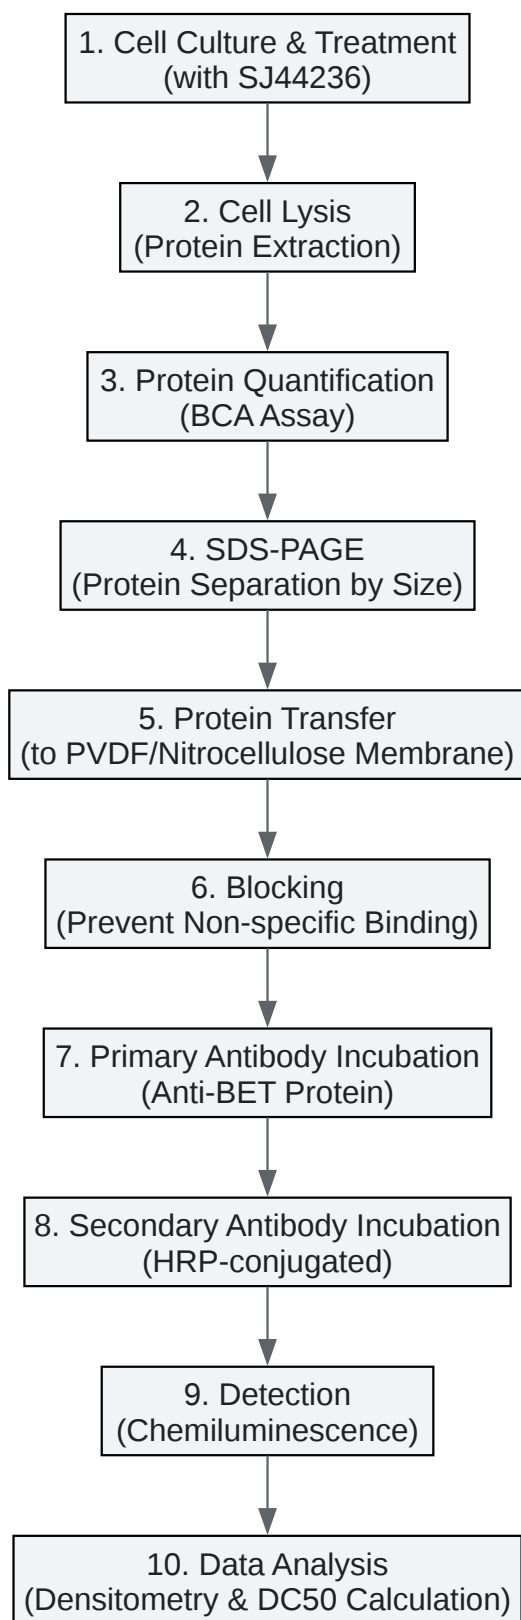 1. Cell Culture & Treatment
(with SJ44236)
2. Cell Lysis
(Protein Extraction)
3. Protein Quantification
(BCA Assay)
4. SDS-PAGE
(Protein Separation by Size)
5. Protein Transfer
(to PVDF/Nitrocellulose Membrane)
6. Blocking
(Prevent Non-specific Binding)
7. Primary Antibody Incubation
(Anti-BET Protein)
8. Secondary Antibody Incubation
(HRP-conjugated)
9. Detection
(Chemiluminescence)
10. Data Analysis
(Densitometry & DC50 Calculation)